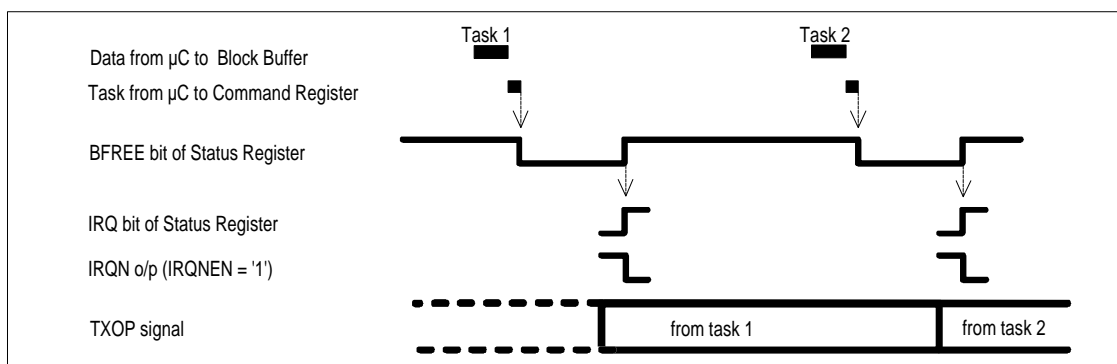 Task 1
Task 2
Data from µC to Block Buffer
Task from µC to Command Register
BFREE bit of Status Register
IRQ bit of Status Register
IRQN o/p (IRQNEN = '1')
TXOP signal
from task 1
from task 2